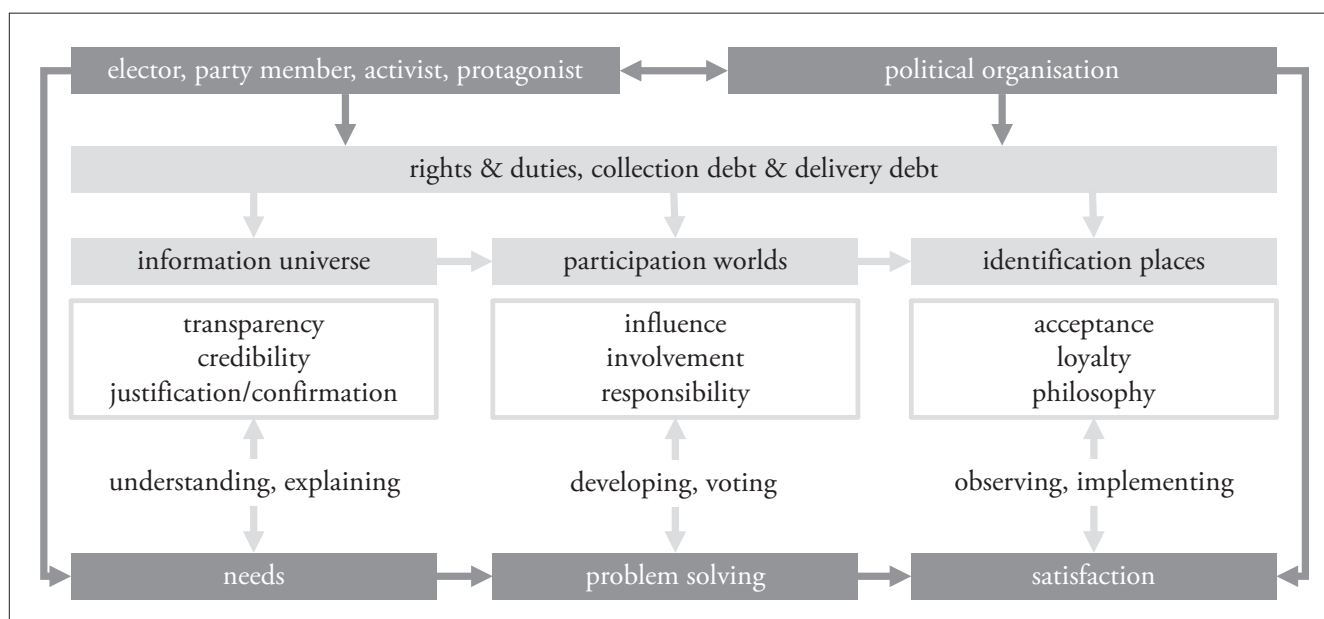 elector, party member, activist, protagonist
political organisation
rights & duties, collection debt & delivery debt
information universe
participation worlds
identification places
transparency
credibility
justification/confirmation
influence
involvement
responsibility
acceptance
loyalty
philosophy
understanding, explaining
developing, voting
observing, implementing
needs
problem solving
satisfaction